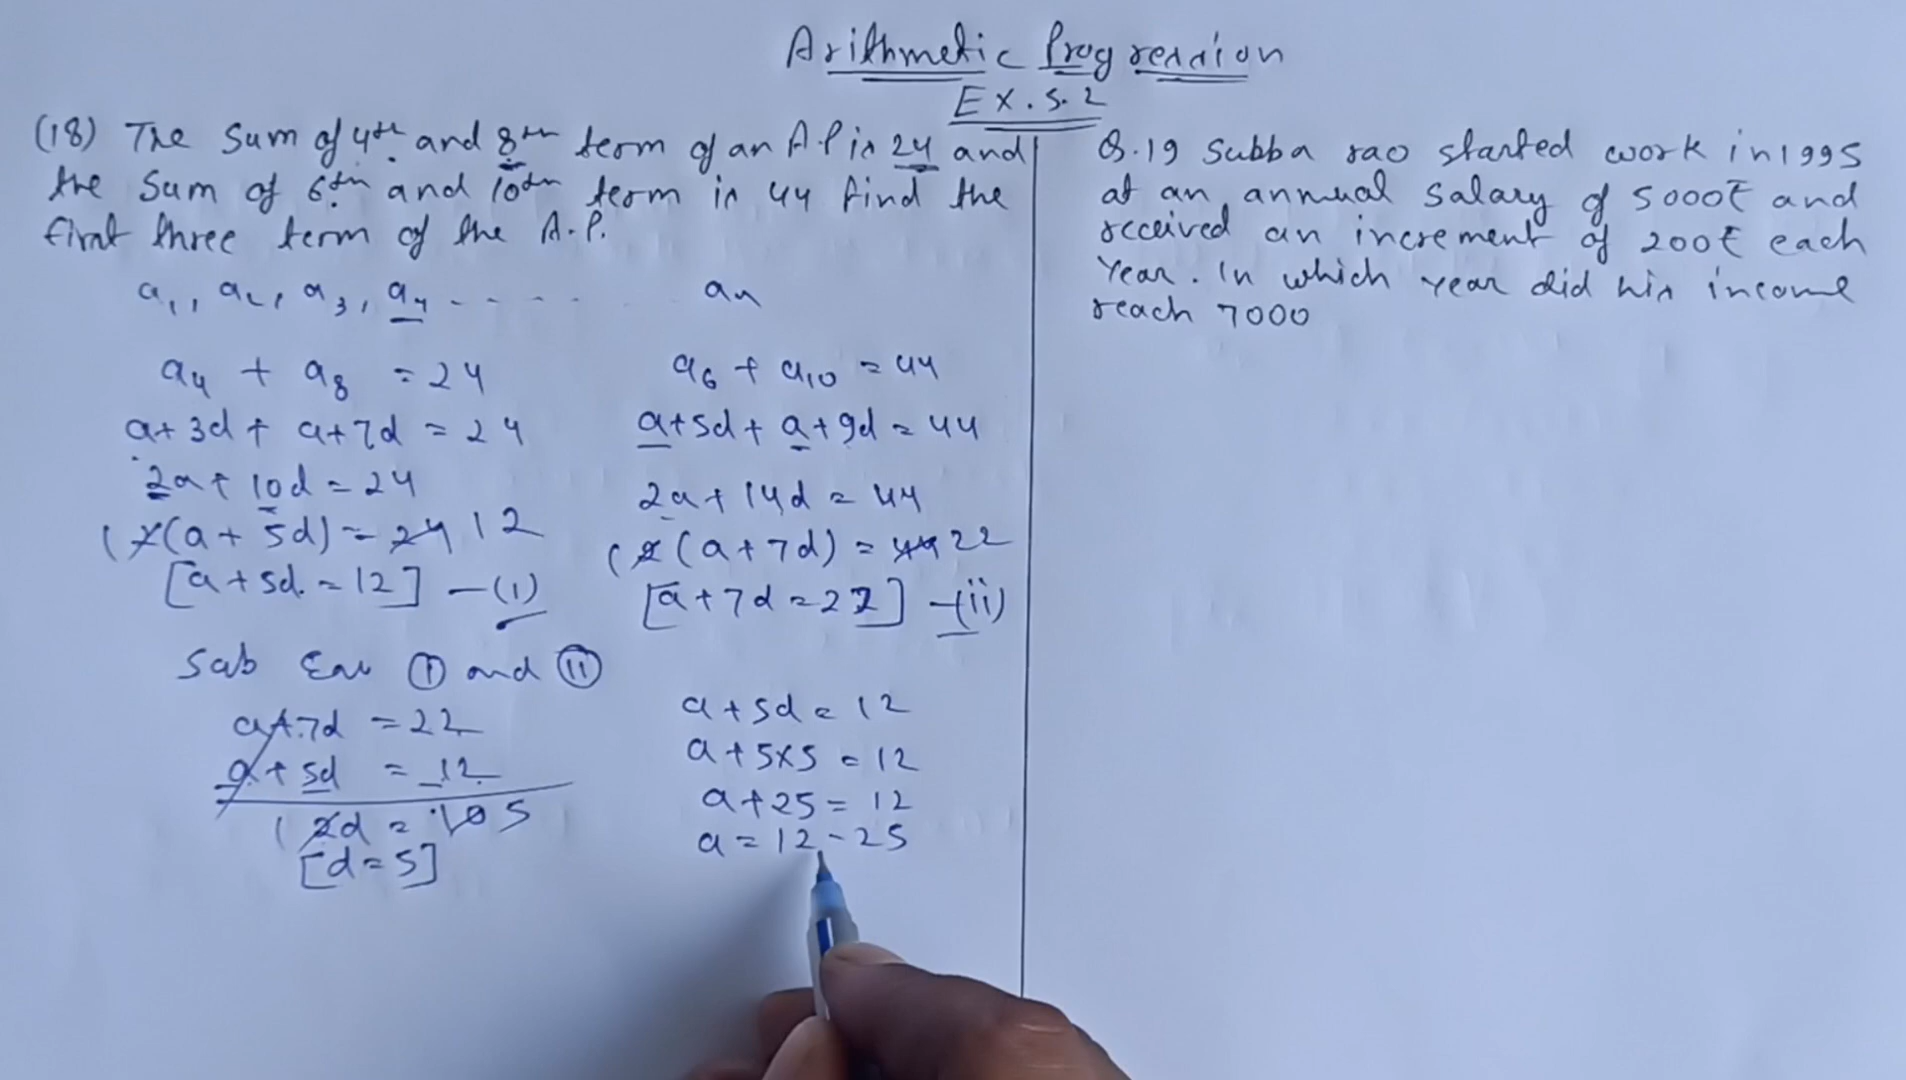 Arithmetic Progression
Ex. 5.2
(18) The Sum of 4th and 8th term of an A.P is 24 and
the Sum of 6th and 10th term is 44 find the
first three term of the A.P.
a1, a2, a3, a4 - - - - - - an
a4 + a8 = 24
a+3d+ a+7d = 24
2a+ 10d = 24
(2(a+ 5d) = 24 12
[a+5d = 12] —(I)
a6 + a10 = 44
a+5d+ a+9d = 44
2a+14d = 44
(2 (a+7d) = 44 22
[a+7d = 22] —(ii)
Sab Eqn (I) and (II)
a+7d = 22
a+5d = 12
(2d = 10 5
[d=5]
a+5d = 12
a+5x5 = 12
a+25 = 12
a = 12-25
Q.19 Subba rao started work in 1995
at an annual Salary of 5000₹ and
received an increment of 200₹ each
Year. In which year did his income
reach 7000